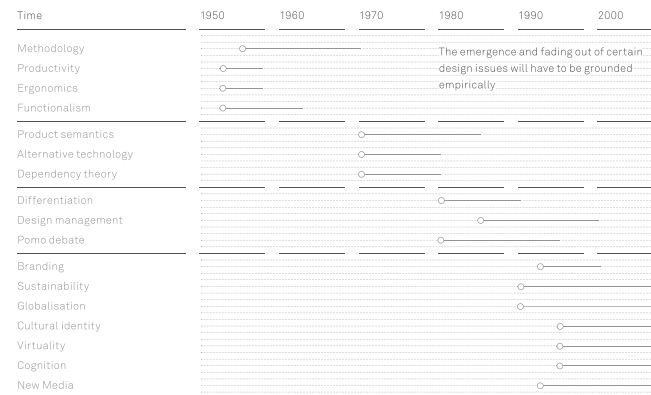 Time 1950 1960 1970 1980 1990 2000
Methodology
The emergence and fading out of certain
Productivity
design issues will have to be grounded
Ergonomics
empirically
Functionalism
Product semantics
Alternative technology
Dependency theory
Differentiation
Design management
Pomo debate
Branding
Sustainability
Globalisation
Cultural identity
Virtuality
Cognition
New Media